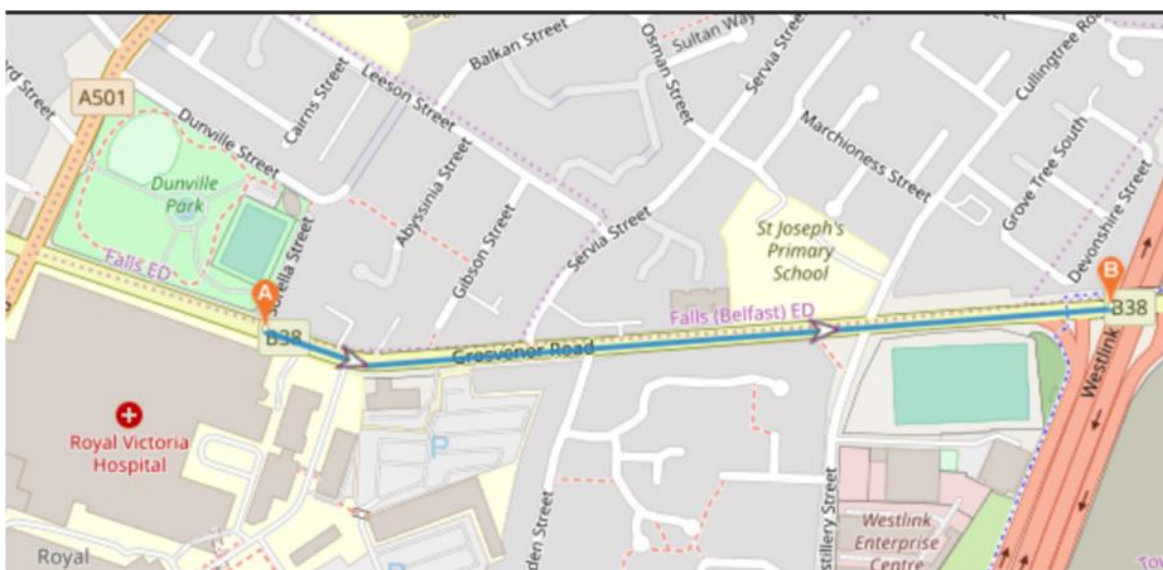 Balkan Street
Sultan Way
Osman Street
Servia Street
Cullingtree Road
A501
Cairns Street
Leeson Street
Dunville Street
Marchioness Street
Grove Tree South
Devonshire Street
Dunville
Park
Abyssinia Street
Gibson Street
Servia Street
St Joseph's
Primary
School
Falls ED
A
B
B38
Falls (Belfast) ED
B38
Grosvenor Road
Westlink
Royal Victoria
Hospital
P
Westlink
Enterprise
Centre
Royal
P